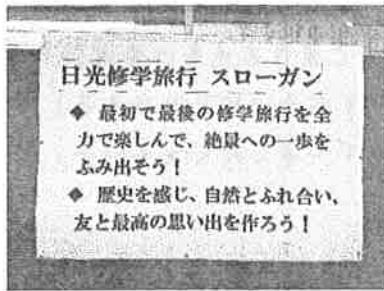 日光修学旅行 スローガン
◆ 最初で最後の修学旅行を全
力で楽しんで、絶景への一歩を
ふみ出そう！
◆ 歴史を感じ、自然とふれ合い、
友と最高の思い出を作ろう！